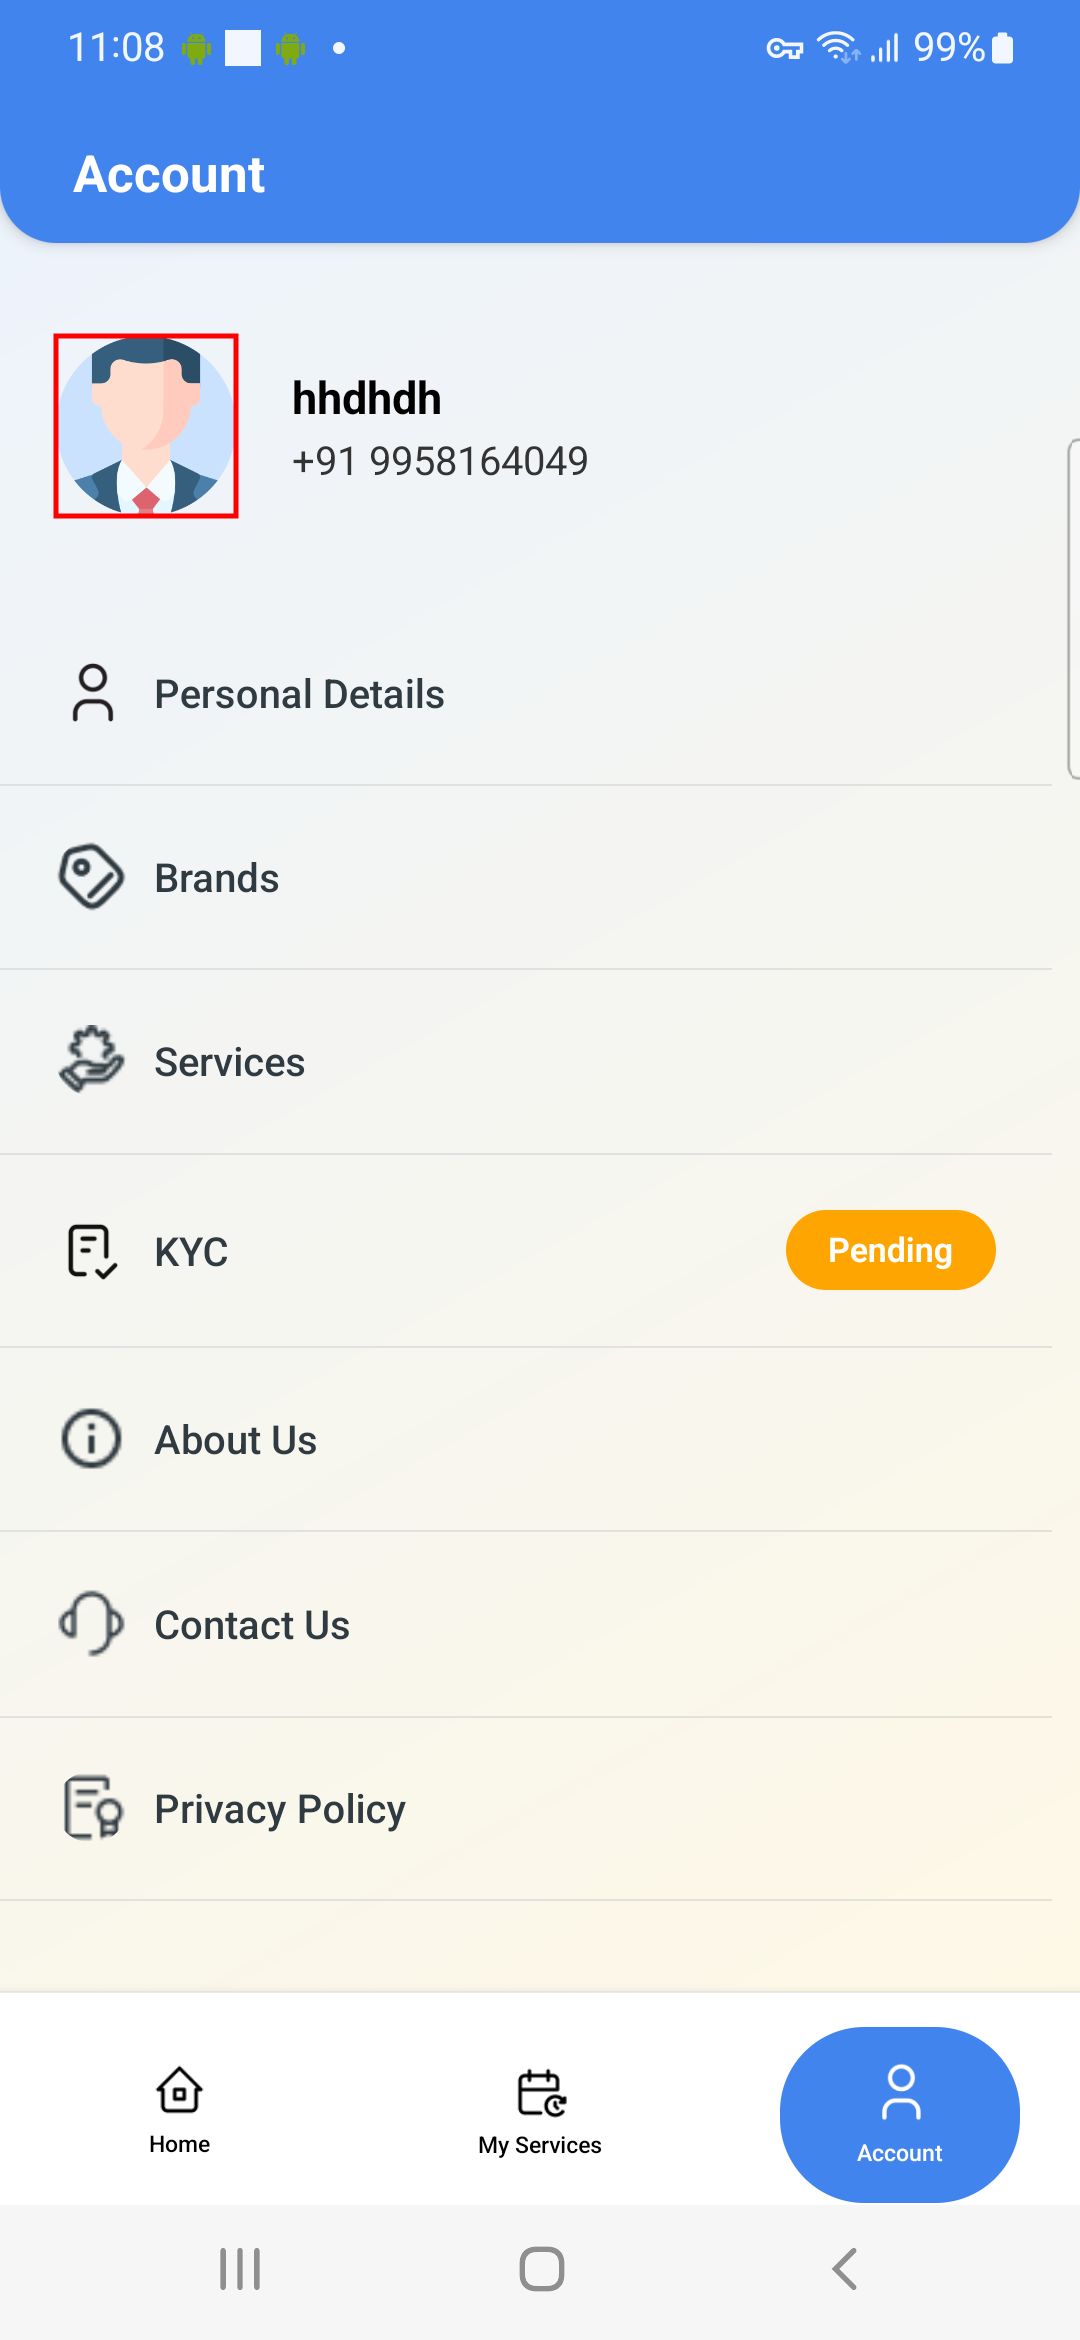 11:08
99%
Account
hhdhdh
+91 9958164049
Personal Details
Brands
Services
KYC
Pending
About Us
Contact Us
Privacy Policy
Home
My Services
Account